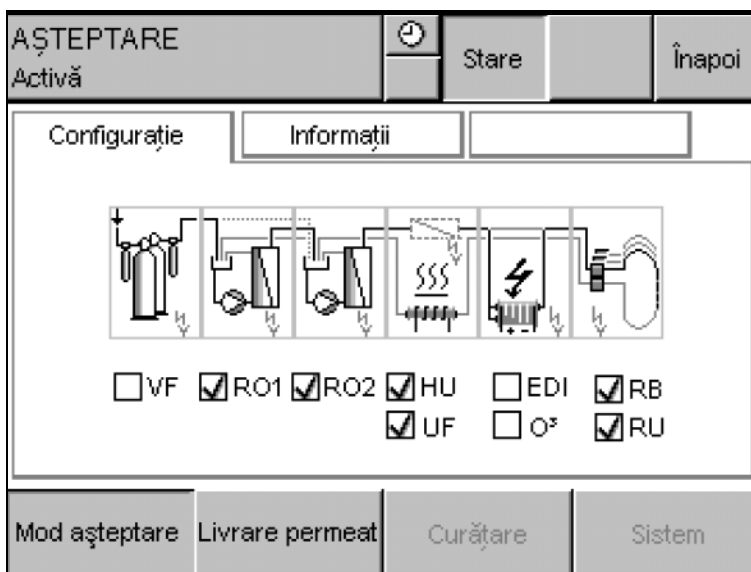 AȘTEPTARE
Activă
Stare
Înapoi
Configurație
Informații
VF RO1 RO2 HU EDI RB
UF O³ RU
Mod aşteptare
Livrare permeat
Curățare
Sistem